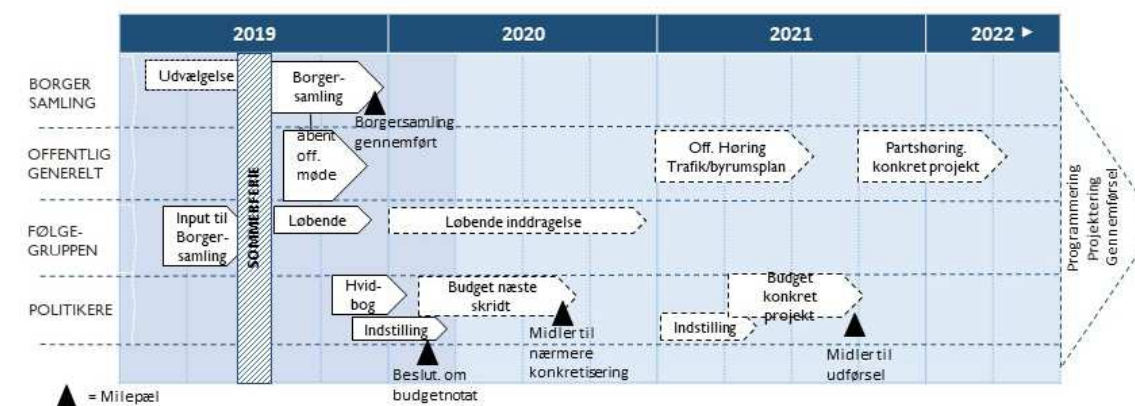 2019 2020 2021 2022 ►
BORGER
SAMLING
Udvælgelse
Borger-
samling
Borgersamling
gennemført
OFFENTLIG
GENERELT
åbent
off.
møde
Off. Høring
Trafik/byrumsplan
Partshøring.
konkret projekt
SOMMERFERIE
FØLGE-
GRUPPEN
Input til
Borger-
samling
Løbende
Løbende inddragelse
POLITIKERE
Hvid-
bog
Indstilling
Budget næste
skridt
Indstilling
Budget
konkret
projekt
Beslut. om
budgetnotat
Midler til
nærmere
konkretisering
Midler til
udførsel
Programmering
Projektering
Gennemførsel
= Milepæl